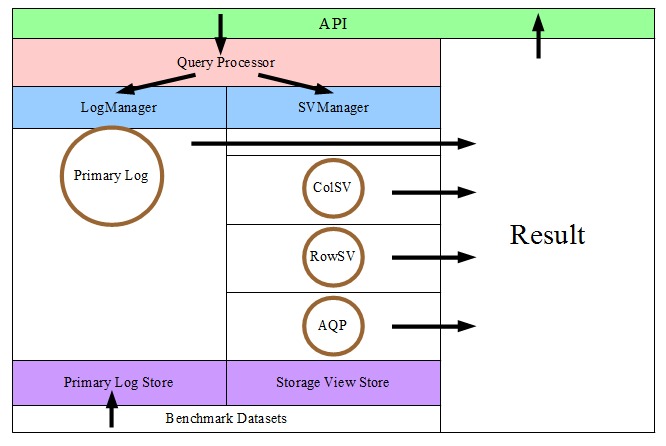 API
Query Processor
LogManager
SVManager
Primary Log
ColSV
RowSV
Result
AQP
Primary Log Store
Storage View Store
Benchmark Datasets